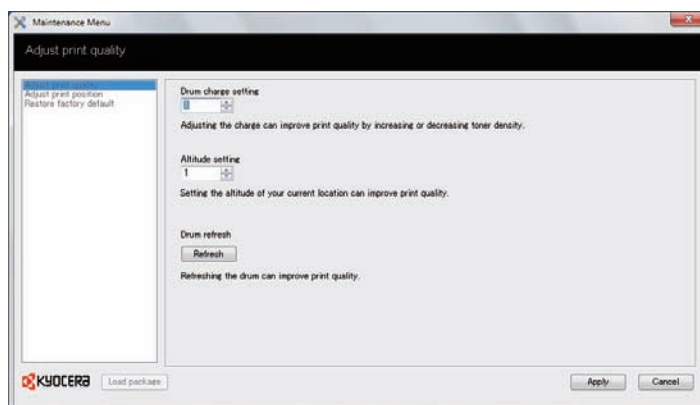 Maintenance Menu
Adjust print quality
Adjust print quality
Adjust print position
Restore factory default
Drum charge setting
1
Adjusting the charge can improve print quality by increasing or decreasing toner density.
Altitude setting
1
Setting the altitude of your current location can improve print quality.
Drum refresh
Refresh
Refreshing the drum can improve print quality.
KYOCERA
Load package
Apply
Cancel